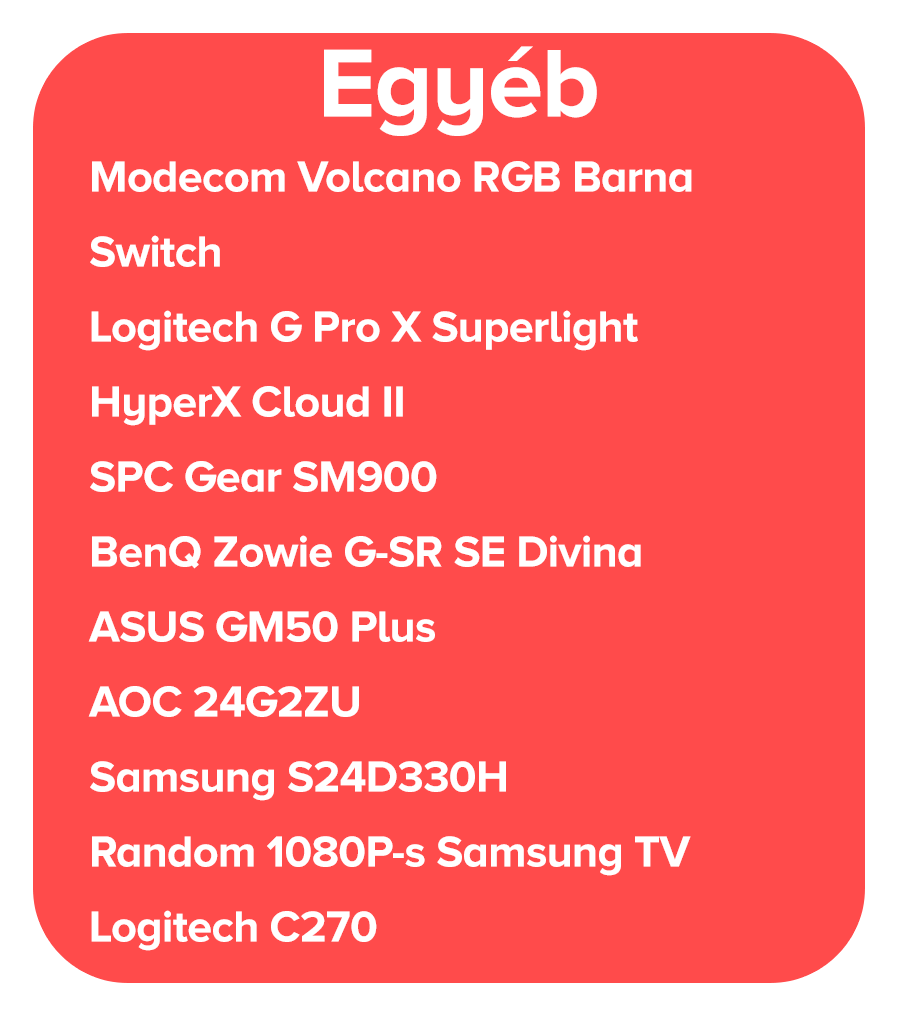 Egyéb
Modecom Volcano RGB Barna
Switch
Logitech G Pro X Superlight
HyperX Cloud II
SPC Gear SM900
BenQ Zowie G-SR SE Divina
ASUS GM50 Plus
AOC 24G2ZU
Samsung S24D330H
Random 1080P-s Samsung TV
Logitech C270